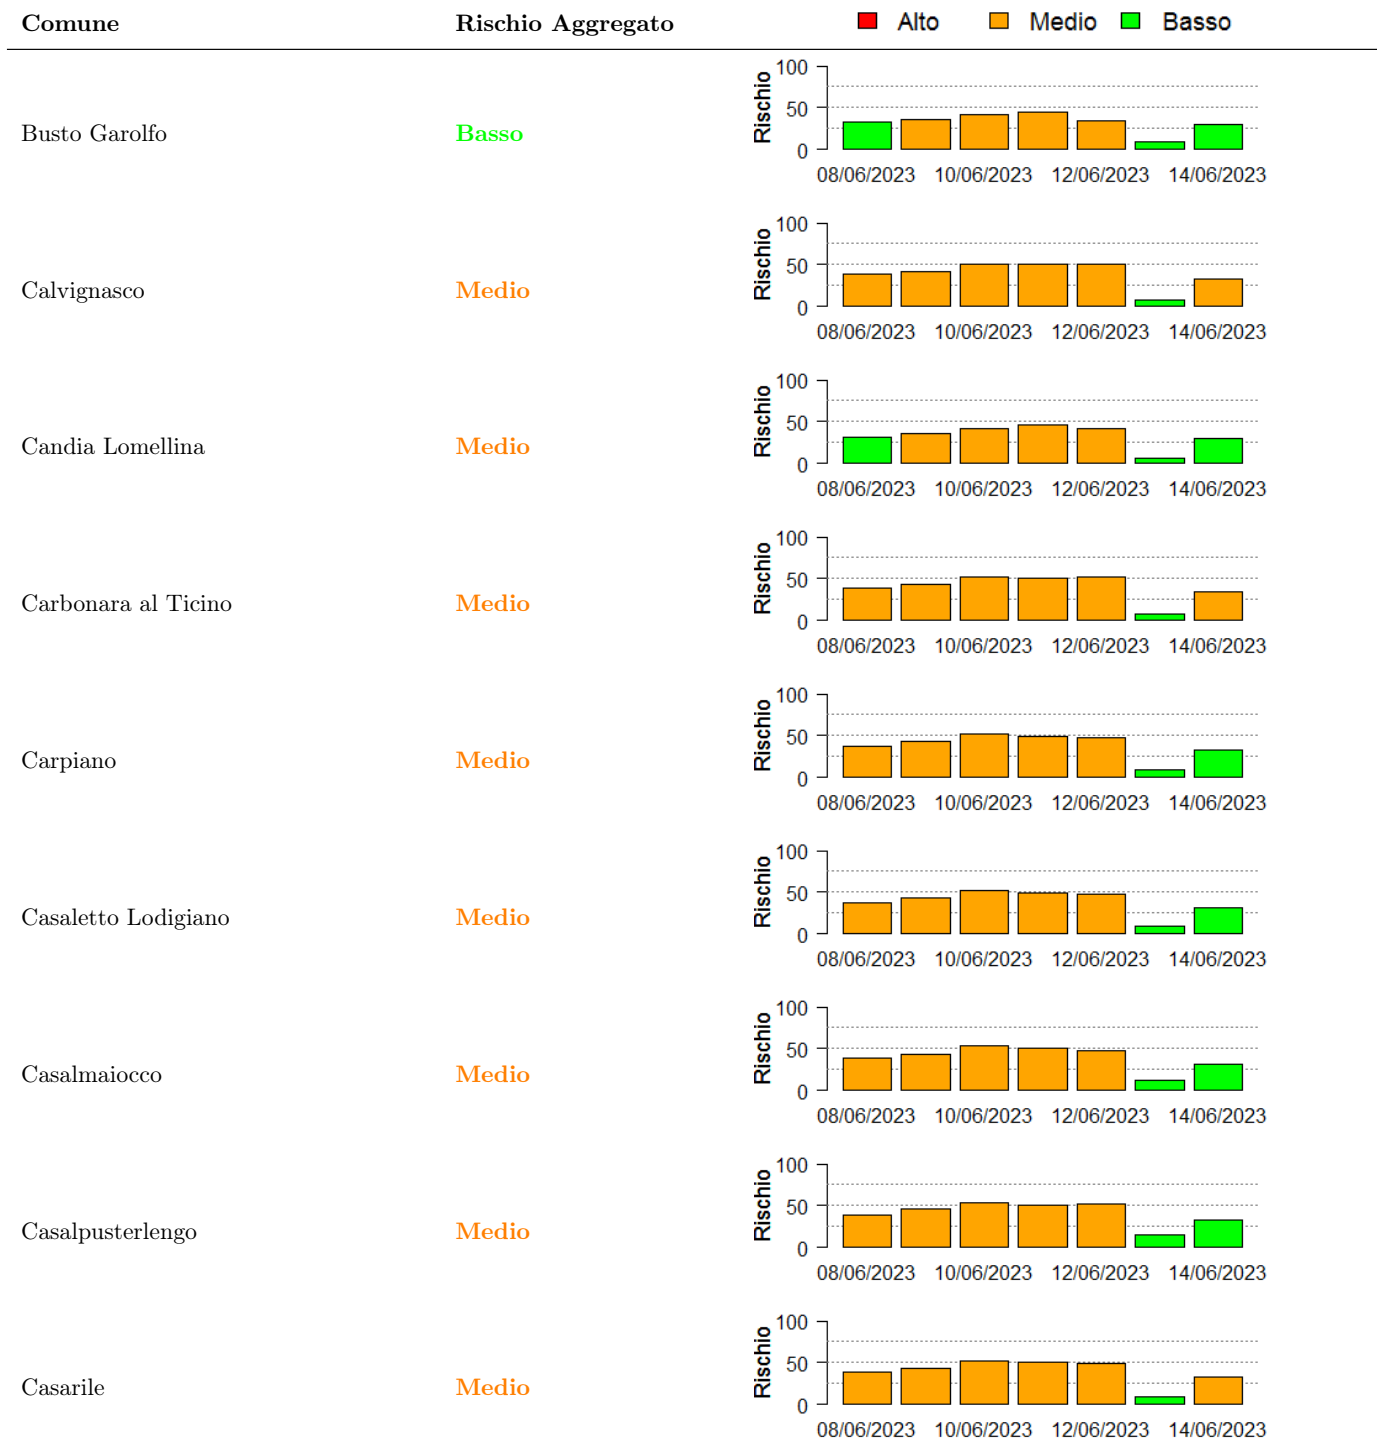 Comune Rischio Aggregato Alto Medio Basso
Busto Garolfo Basso
Rischio
100
50
0
08/06/2023 10/06/2023 12/06/2023 14/06/2023
Calvignasco Medio
Rischio
100
50
0
08/06/2023 10/06/2023 12/06/2023 14/06/2023
Candia Lomellina Medio
Rischio
100
50
0
08/06/2023 10/06/2023 12/06/2023 14/06/2023
Carbonara al Ticino Medio
Rischio
100
50
0
08/06/2023 10/06/2023 12/06/2023 14/06/2023
Carpiano Medio
Rischio
100
50
0
08/06/2023 10/06/2023 12/06/2023 14/06/2023
Casaletto Lodigiano Medio
Rischio
100
50
0
08/06/2023 10/06/2023 12/06/2023 14/06/2023
Casalmaiocco Medio
Rischio
100
50
0
08/06/2023 10/06/2023 12/06/2023 14/06/2023
Casalpusterlengo Medio
Rischio
100
50
0
08/06/2023 10/06/2023 12/06/2023 14/06/2023
Casarile Medio
Rischio
100
50
0
08/06/2023 10/06/2023 12/06/2023 14/06/2023